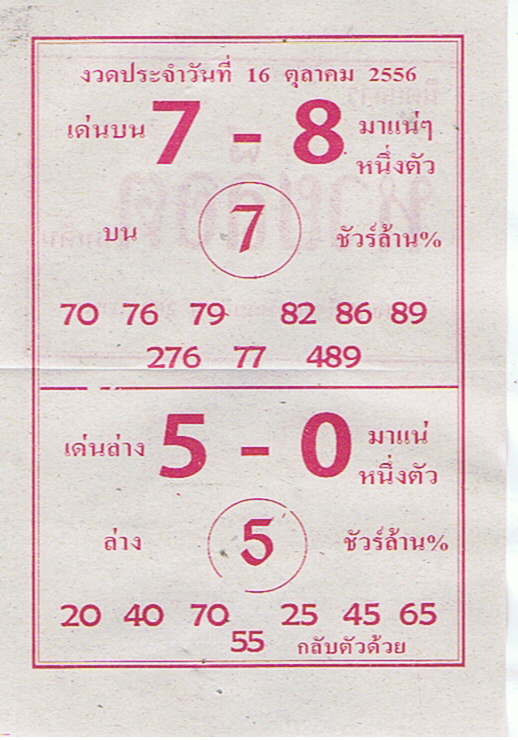 งวดประจำวันที่ 16 ตุลาคม 2556
เด่นบน 7 - 8 มาแน่ๆ
หนึ่งตัว
บน 7 ชัวร์ล้าน%
70 76 79 82 86 89
276 77 489
เด่นล่าง 5 - 0 มาแน่
หนึ่งตัว
ล่าง 5 ชัวร์ล้าน%
20 40 70 25 45 65
55 กลับตัวด้วย